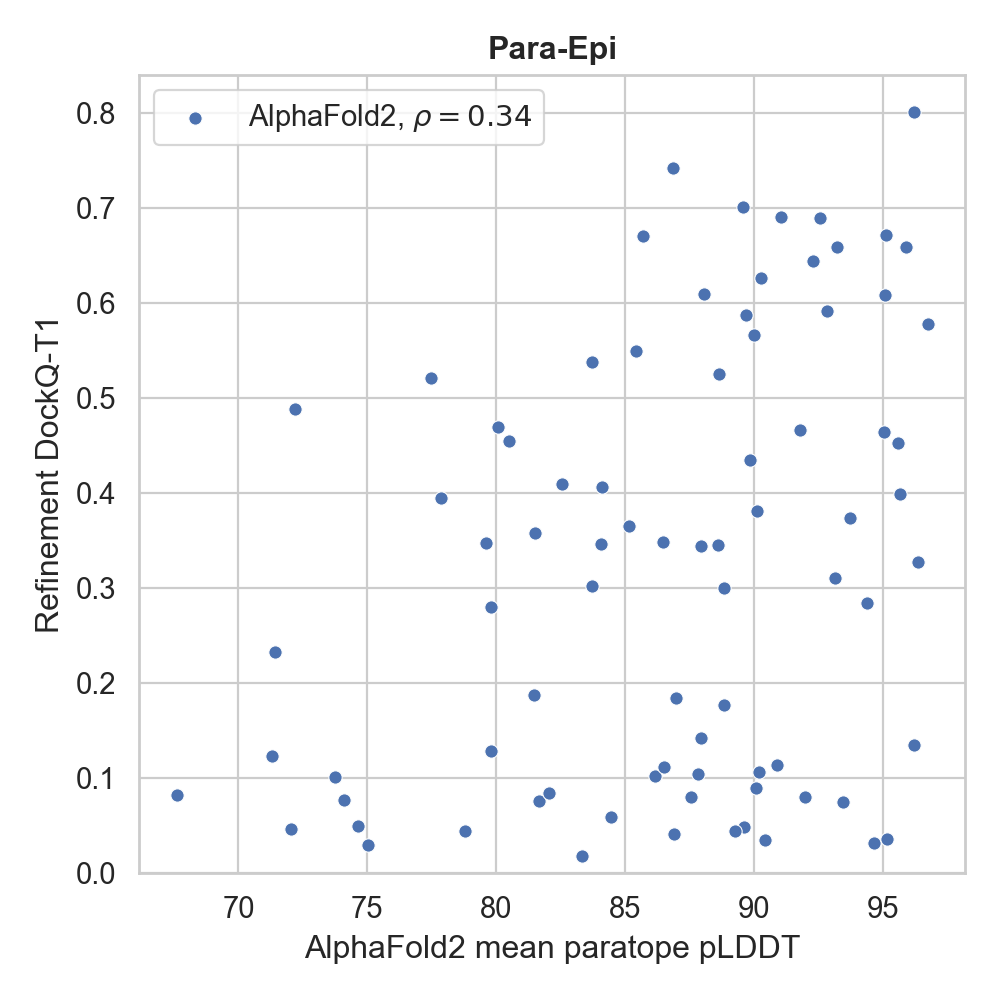 Para-Epi
AlphaFold2, ρ = 0.34
Refinement DockQ-T1
0.8
0.7
0.6
0.5
0.4
0.3
0.2
0.1
0.0
70 75 80 85 90 95
AlphaFold2 mean paratope pLDDT